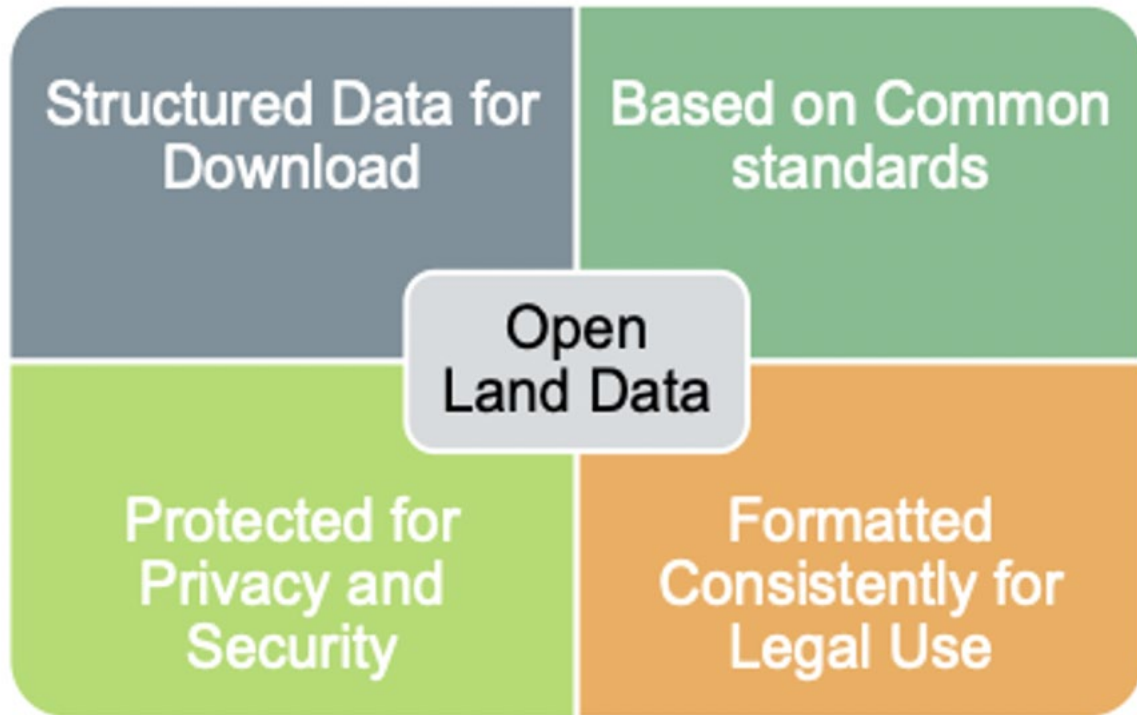 Structured Data for
Download
Based on Common
standards
Open
Land Data
Protected for
Privacy and
Security
Formatted
Consistently for
Legal Use